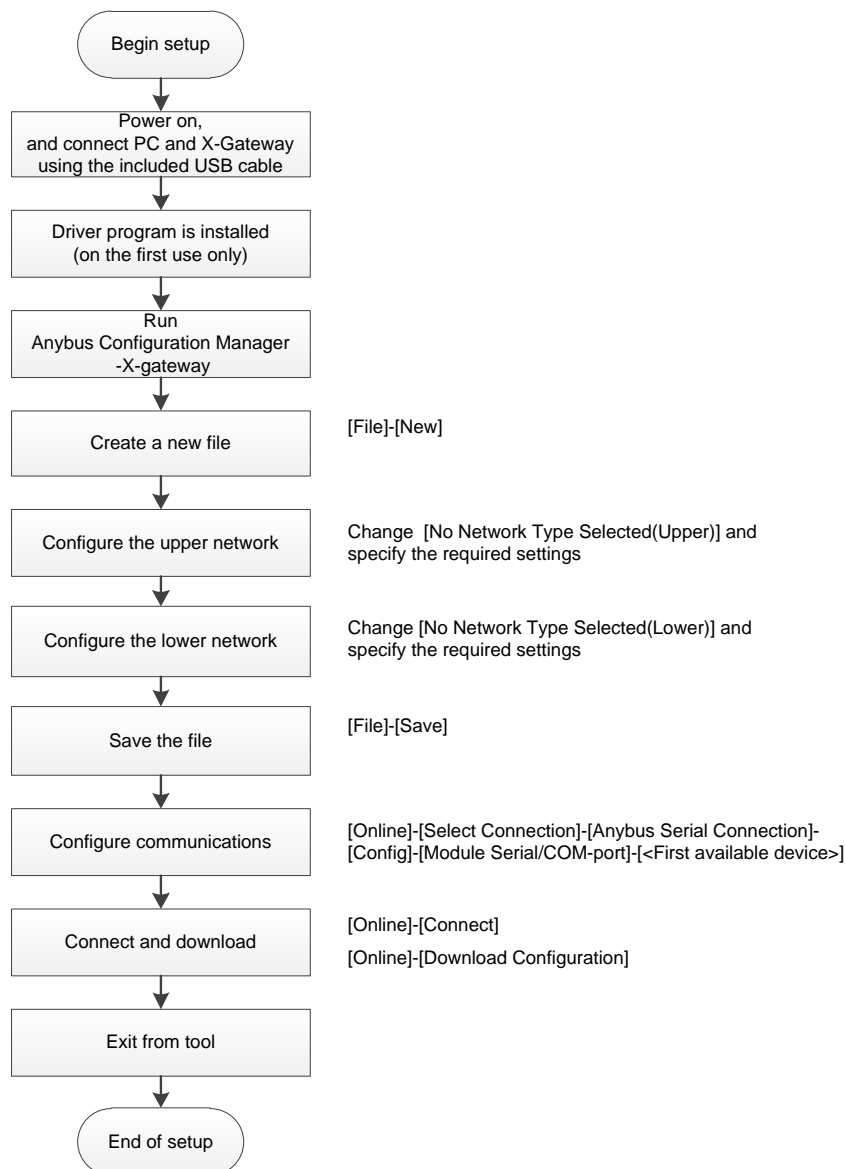 Begin setup
Power on,
and connect PC and X-Gateway
using the included USB cable
Driver program is installed
(on the first use only)
Run
Anybus Configuration Manager
-X-gateway
Create a new file
[File]-[New]
Configure the upper network
Change [No Network Type Selected(Upper)] and
specify the required settings
Configure the lower network
Change [No Network Type Selected(Lower)] and
specify the required settings
Save the file
[File]-[Save]
Configure communications
[Online]-[Select Connection]-[Anybus Serial Connection]-
[Config]-[Module Serial/COM-port]-[<First available device>]
Connect and download
[Online]-[Connect]
[Online]-[Download Configuration]
Exit from tool
End of setup